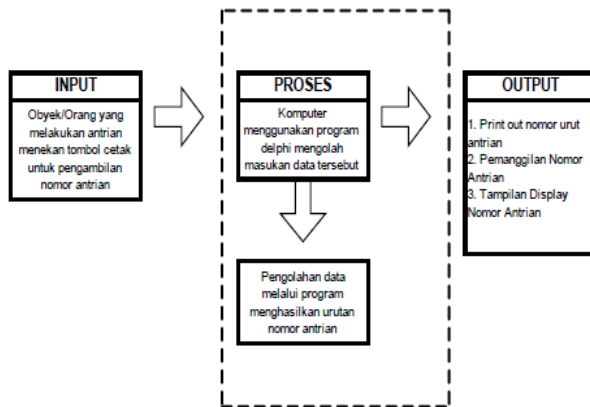 INPUT
Obyek/Orang yang
melakukan antrian
menekan tombol cetak
untuk pengambilan
nomor antrian
PROSES
Komputer
menggunakan program
delphi mengolah
masukan data tersebut
Pengolahan data
melalui program
menghasilkan urutan
nomor antrian
OUTPUT
1. Print out nomor urut
antrian
2. Pemanggilan Nomor
Antrian
3. Tampilan Display
Nomor Antrian